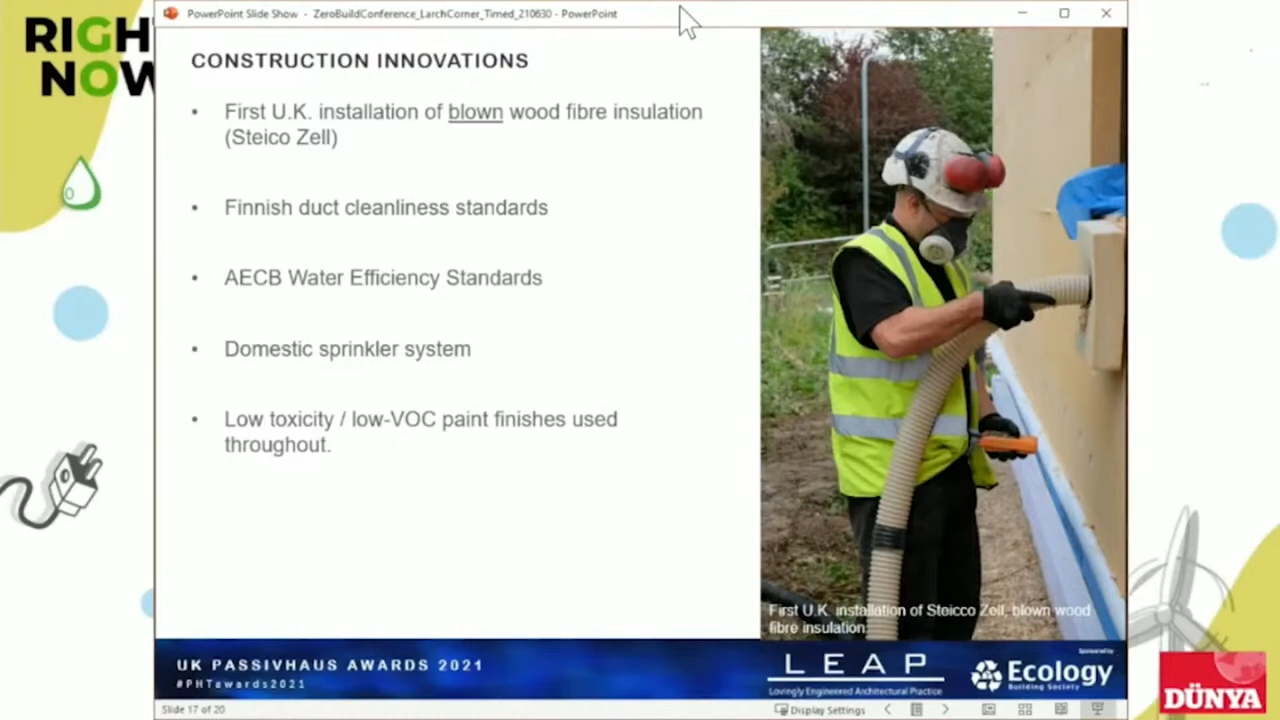 RIGH
NOW
PowerPoint Slide Show - ZeroBuildConference_LarchCorner_Timed_210630 - PowerPoint
CONSTRUCTION INNOVATIONS
• First U.K. installation of blown wood fibre insulation
(Steico Zell)
• Finnish duct cleanliness standards
• AECB Water Efficiency Standards
• Domestic sprinkler system
• Low toxicity / low-VOC paint finishes used
throughout.
First U.K. installation of Steicco Zell, blown wood
fibre insulation.
UK PASSIVHAUS AWARDS 2021
#PHTawards2021
LEAP
Lovingly Engineered Architectural Practice
Sponsored by
Ecology
Building Society
Slide 17 of 20
Display Settings
DÜNYA